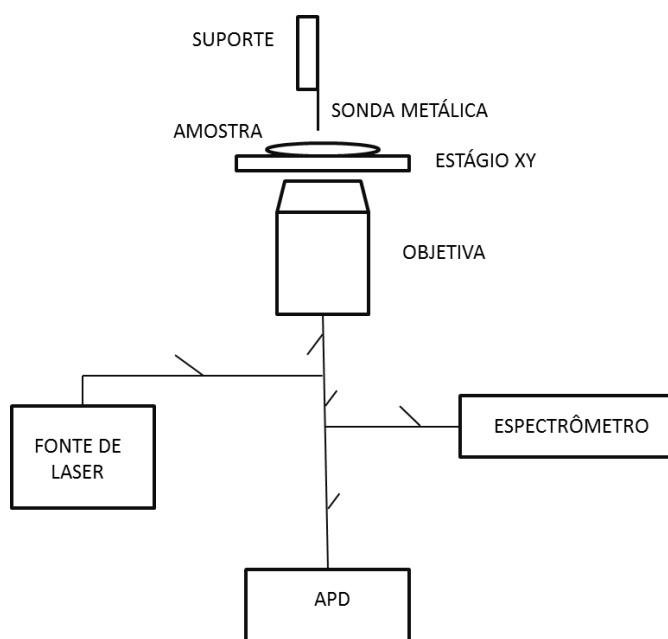 SUPORTE
SONDA METÁLICA
AMOSTRA
ESTÁGIO XY
OBJETIVA
FONTE DE
LASER
ESPECTRÔMETRO
APD